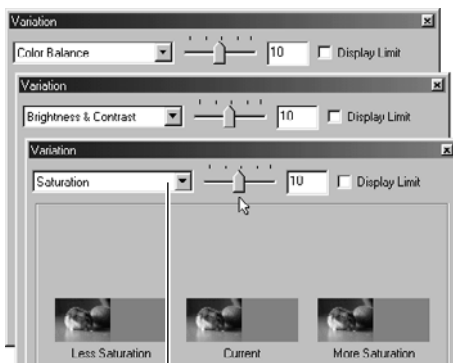 Variation
Color Balance 10 Display Limit
Variation
Brightness & Contrast 10 Display Limit
Variation
Saturation 10 Display Limit
Less Saturation Current More Saturation